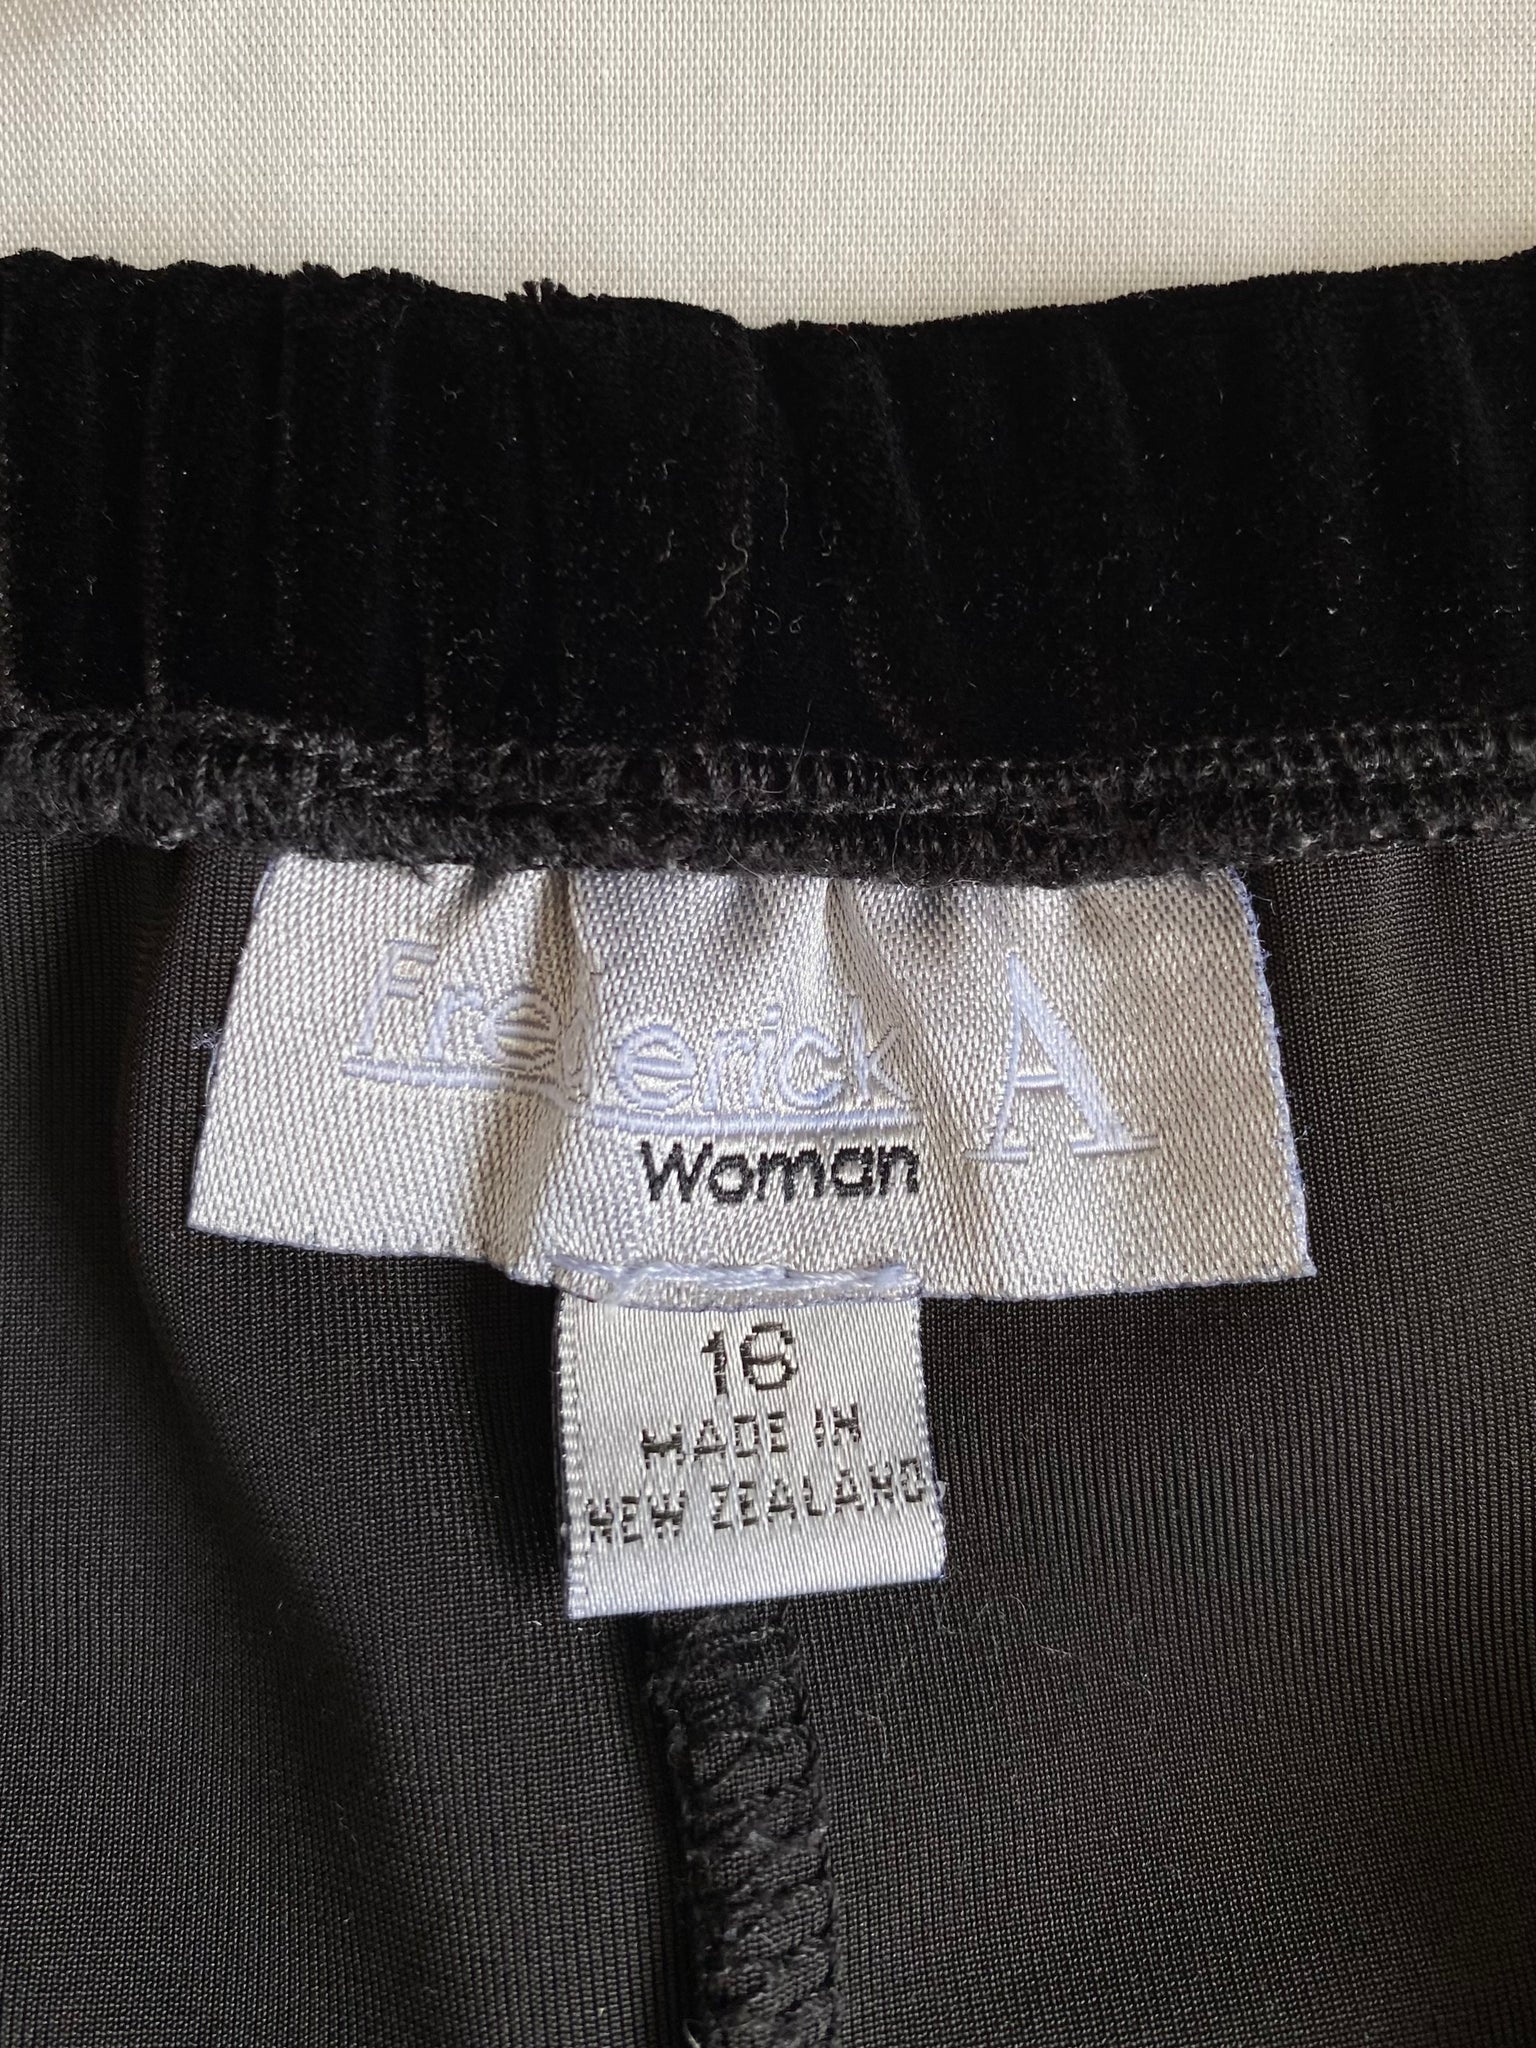 Frederick A
Woman
16
MADE IN
NEW ZEALAND